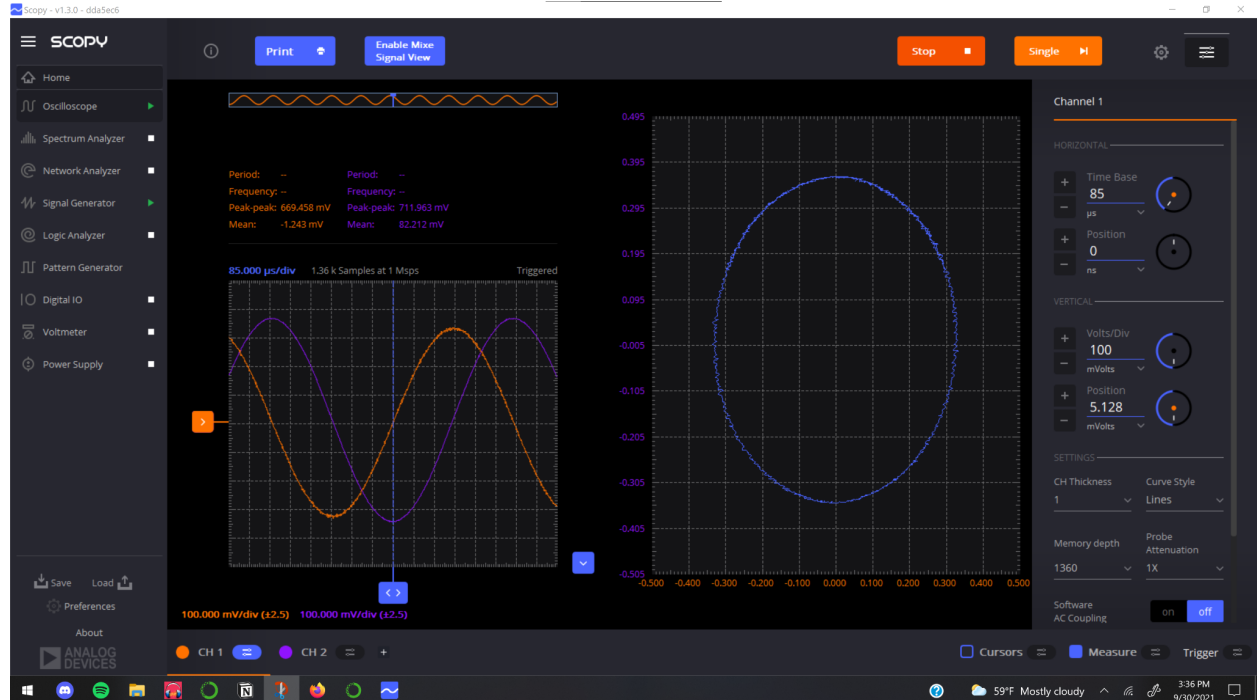 Scopy - v1.3.0 - dda5ec6
SCOPY
Print
Enable Mixe
Signal View
Stop
Single
Home
Oscilloscope
Spectrum Analyzer
Network Analyzer
Signal Generator
Logic Analyzer
Pattern Generator
Digital IO
Voltmeter
Power Supply
Save Load
Preferences
About
ANALOG
DEVICES
Period: -- Period: --
Frequency: -- Frequency: --
Peak-peak: 669.458 mV Peak-peak: 711.963 mV
Mean: -1.243 mV Mean: 82.212 mV
85.000 µs/div 1.36 k Samples at 1 Msps Triggered
100.000 mV/div (±2.5) 100.000 mV/div (±2.5)
0.495
0.395
0.295
0.195
0.095
-0.005
-0.105
-0.205
-0.305
-0.405
-0.505
-0.500 -0.400 -0.300 -0.200 -0.100 0.000 0.100 0.200 0.300 0.400 0.500
Channel 1
HORIZONTAL
Time Base
85
µs
Position
0
ns
VERTICAL
Volts/Div
100
mVolts
Position
5.128
mVolts
SETTINGS
CH Thickness Curve Style
1 Lines
Memory depth Probe
Attenuation
1360 1X
Software
AC Coupling on off
CH 1 CH 2 + Cursors Measure Trigger
59°F Mostly cloudy 3:36 PM
9/30/2021